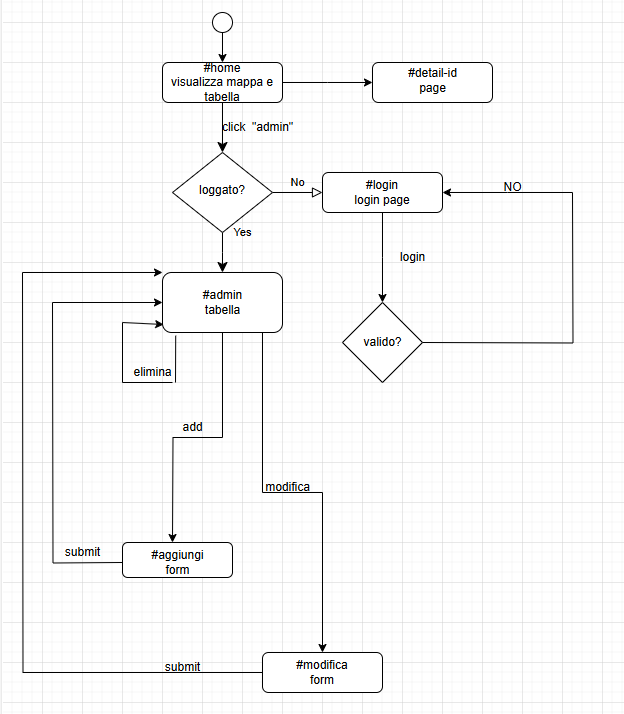 #home
visualizza mappa e
tabella
#detail-id
page
click "admin"
loggato?
No
#login
login page
NO
Yes
login
#admin
tabella
valido?
elimina
add
modifica
submit
#aggiungi
form
submit
#modifica
form